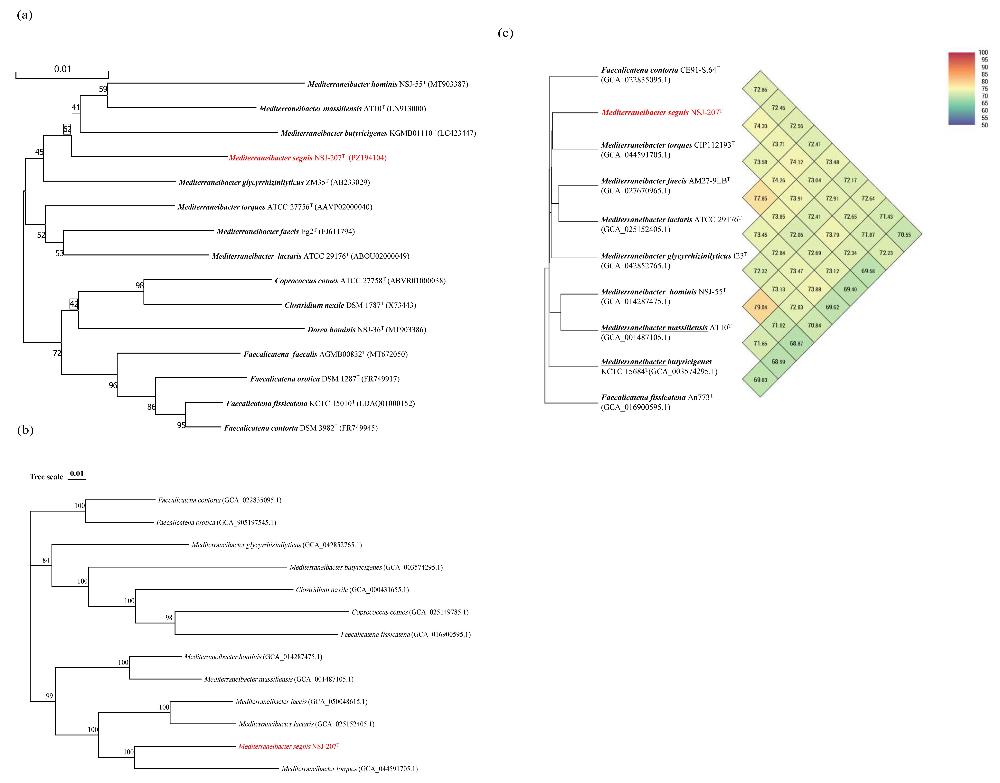 (a)
0.01
59
Mediterraneibacter hominis NSJ-55T (MT903387)
41
Mediterraneibacter massiliensis AT10T (LN913000)
62
Mediterraneibacter butyricigenes KGMB01110T (LC423447)
45
Mediterraneibacter segnis NSJ-207T (PZ194104)
Mediterraneibacter glycyrrhizinilyticus ZM35T (AB233029)
Mediterraneibacter torques ATCC 27756T (AAVP02000040)
52
Mediterraneibacter faecis Eg2T (FJ611794)
53
Mediterraneibacter lactaris ATCC 29176T (ABOU02000049)
98
Coprococcus comes ATCC 27758T (ABVR01000038)
42
Clostridium nexile DSM 1787T (X73443)
Dorea hominis NSJ-36T (MT903386)
72
Faecalicatena faecalis AGMB00832T (MT672050)
96
Faecalicatena orotica DSM 1287T (FR749917)
86
Faecalicatena fissicatena KCTC 15010T (LDAQ01000152)
95
Faecalicatena contorta DSM 3982T (FR749945)
(b)
Tree scale 0.01
100
Faecalicatena contorta (GCA_022835095.1)
Faecalicatena orotica (GCA_905197545.1)
84
Mediterraneibacter glycyrrhizinilyticus (GCA_042852765.1)
100
Mediterraneibacter butyricigenes (GCA_003574295.1)
100
Clostridium nexile (GCA_000431655.1)
98
Coprococcus comes (GCA_025149785.1)
Faecalicatena fissicatena (GCA_016900595.1)
99
100
Mediterraneibacter hominis (GCA_014287475.1)
Mediterraneibacter massiliensis (GCA_001487105.1)
100
100
Mediterraneibacter faecis (GCA_050048615.1)
Mediterraneibacter lactaris (GCA_025152405.1)
100
Mediterraneibacter segnis NSJ-207T
Mediterraneibacter torques (GCA_044591705.1)
(c)
Faecalicatena contorta CE91-St64T
(GCA_022835095.1)
Mediterraneibacter segnis NSJ-207T
Mediterraneibacter torques CIP112193T
(GCA_044591705.1)
Mediterraneibacter faecis AM27-9LBT
(GCA_027670965.1)
Mediterraneibacter lactaris ATCC 29176T
(GCA_025152405.1)
Mediterraneibacter glycyrrhizinilyticus f23T
(GCA_042852765.1)
Mediterraneibacter hominis NSJ-55T
(GCA_014287475.1)
Mediterraneibacter massiliensis AT10T
(GCA_001487105.1)
Mediterraneibacter butyricigenes
KCTC 15684T(GCA_003574295.1)
Faecalicatena fissicatena An773T
(GCA_016900595.1)
72.86
72.46
74.30 72.56
73.71 72.41
73.58 74.12 73.48
74.26 73.04 72.17
77.85 73.91 72.91 72.64
73.85 72.41 72.65 71.43
73.45 72.06 73.79 71.87 70.55
72.84 72.69 72.34 72.23
72.32 73.47 73.12 69.58
73.13 73.88 69.40
79.04 72.83 69.62
71.02 70.84
71.66 68.87
68.99
69.83
100
95
90
85
80
75
70
65
60
55
50